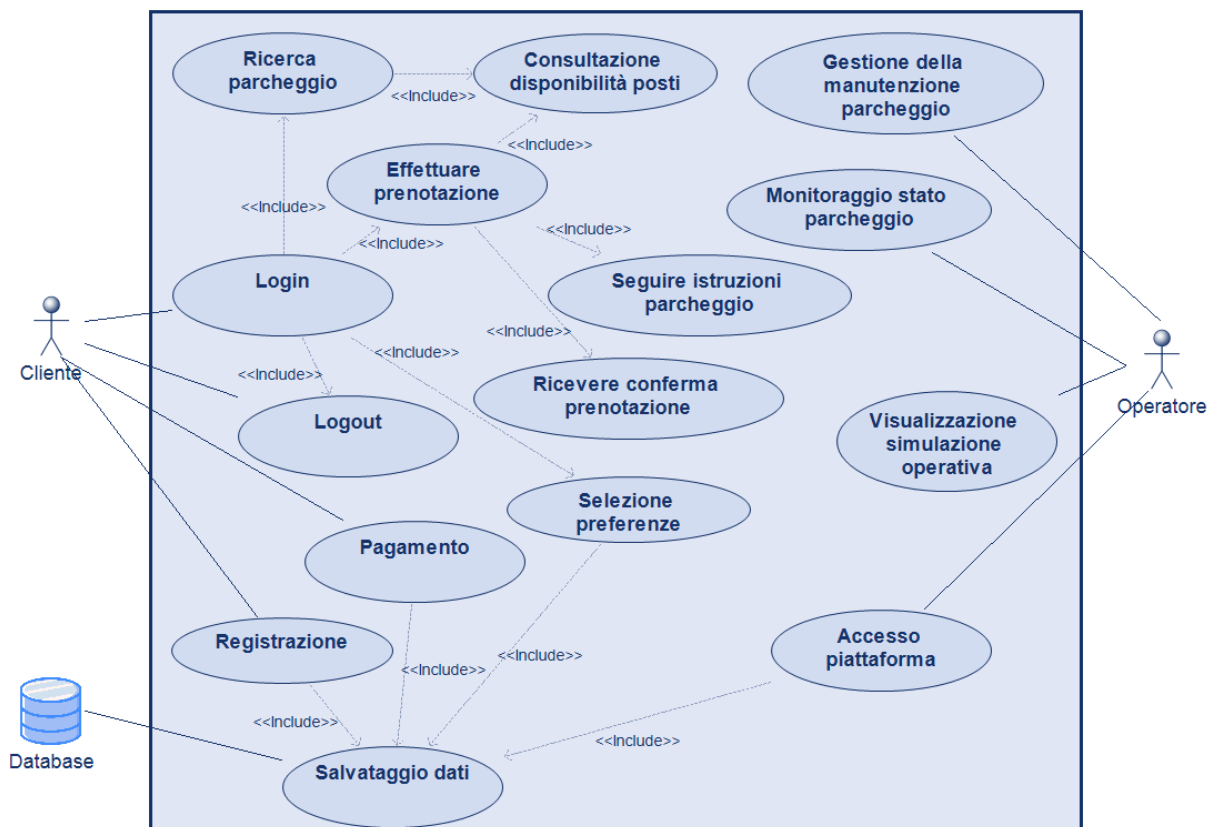 Ricerca
parcheggio
<<Include>>
Consultazione
disponibilità posti
Gestione della
manutenzione
parcheggio
<<Include>>
Effettuare
prenotazione
Monitoraggio stato
parcheggio
<<Include>>
<<Include>>
<<Include>>
Login
Seguire istruzioni
parcheggio
Cliente
<<Include>>
<<Include>>
<<Include>>
Ricevere conferma
prenotazione
Operatore
Logout
Visualizzazione
simulazione
operativa
Selezione
preferenze
Pagamento
Registrazione
Accesso
piattaforma
<<Include>>
<<Include>>
<<Include>>
<<Include>>
Database
Salvataggio dati